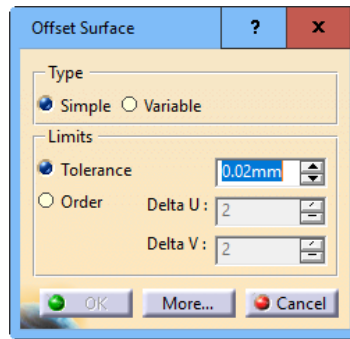 Offset Surface ? x
Type
Simple Variable
Limits
Tolerance 0.02mm
Order Delta U : 2
Delta V : 2
OK More... Cancel